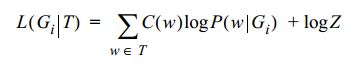 L(G_i|T) = ∑ C(w)logP(w|G_i) + logZ
w ∈ T